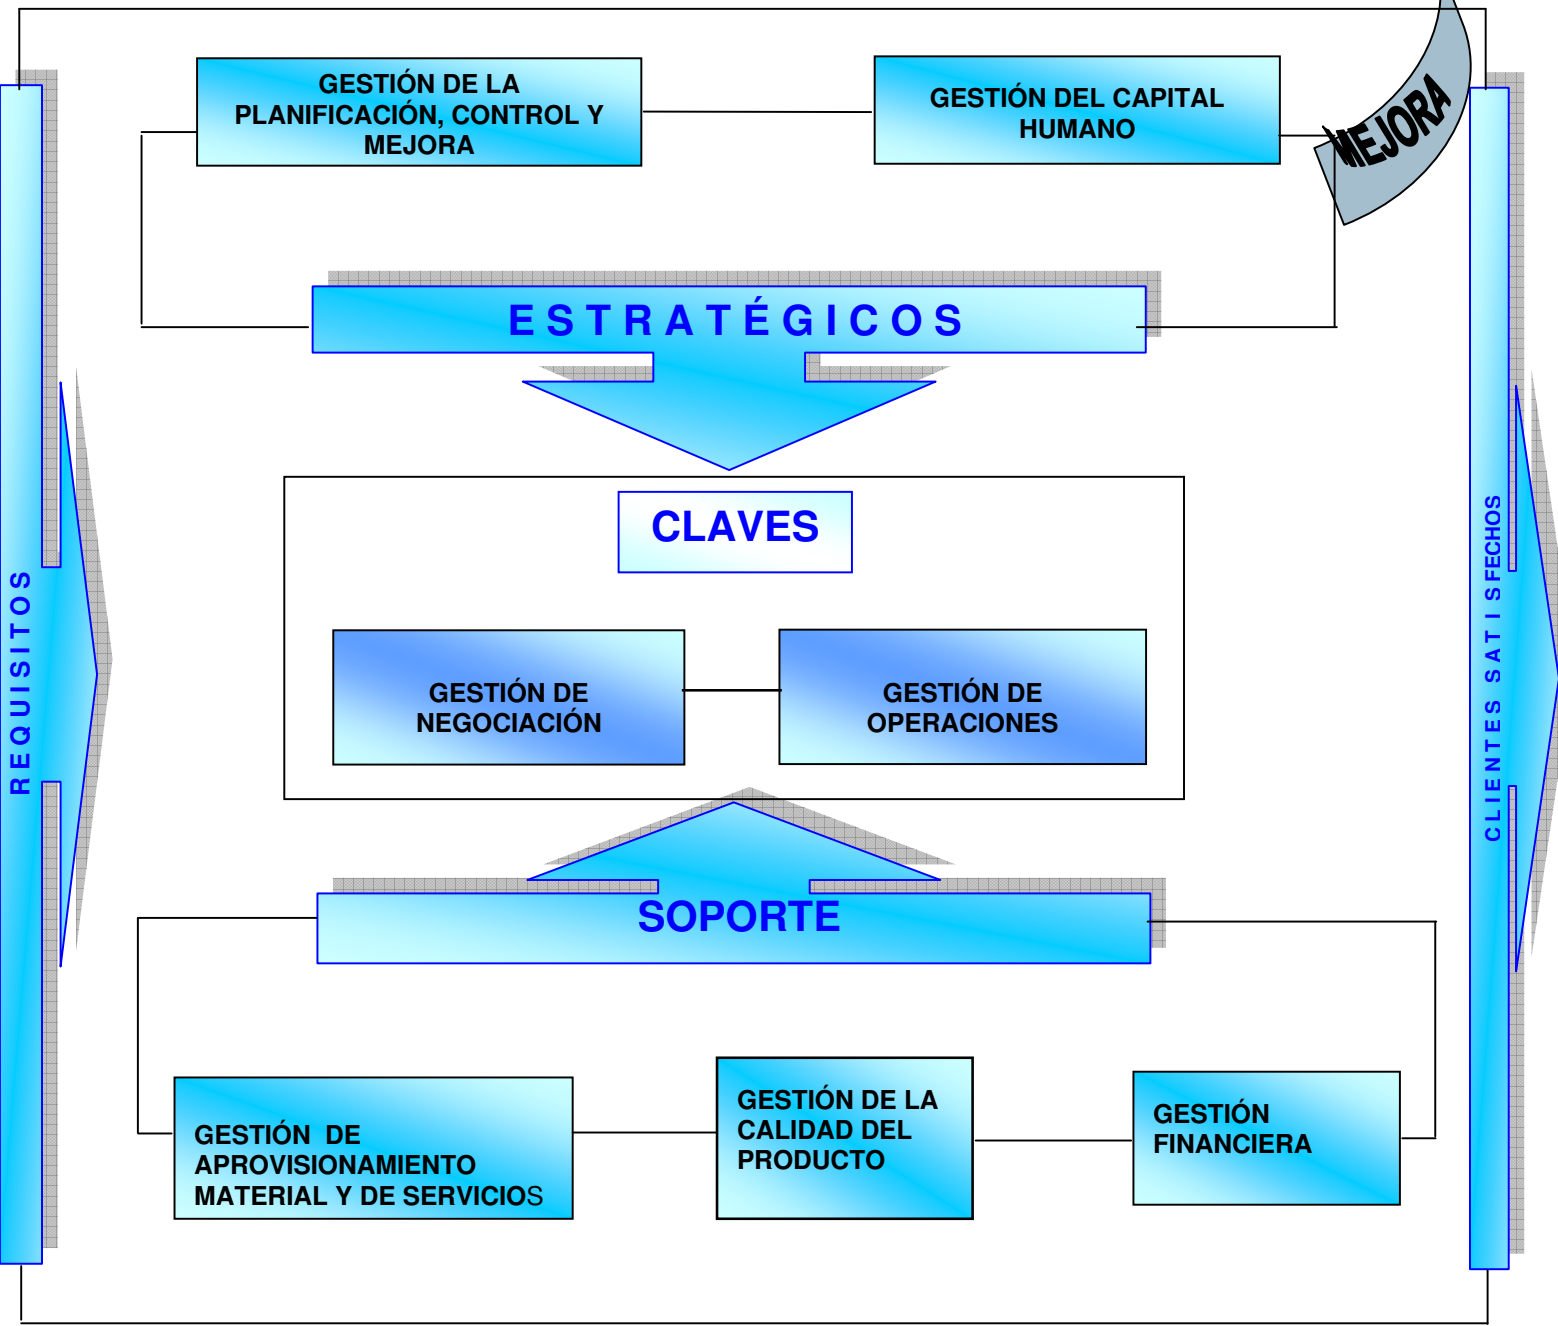 GESTIÓN DE LA
PLANIFICACIÓN, CONTROL Y
MEJORA
GESTIÓN DEL CAPITAL
HUMANO
MEJORA
ESTRATÉGICOS
CLAVES
GESTIÓN DE
NEGOCIACIÓN
GESTIÓN DE
OPERACIONES
REQUISITOS
CLIENTES SATISFECHOS
SOPORTE
GESTIÓN DE
APROVISIONAMIENTO
MATERIAL Y DE SERVICIOS
GESTIÓN DE LA
CALIDAD DEL
PRODUCTO
GESTIÓN
FINANCIERA